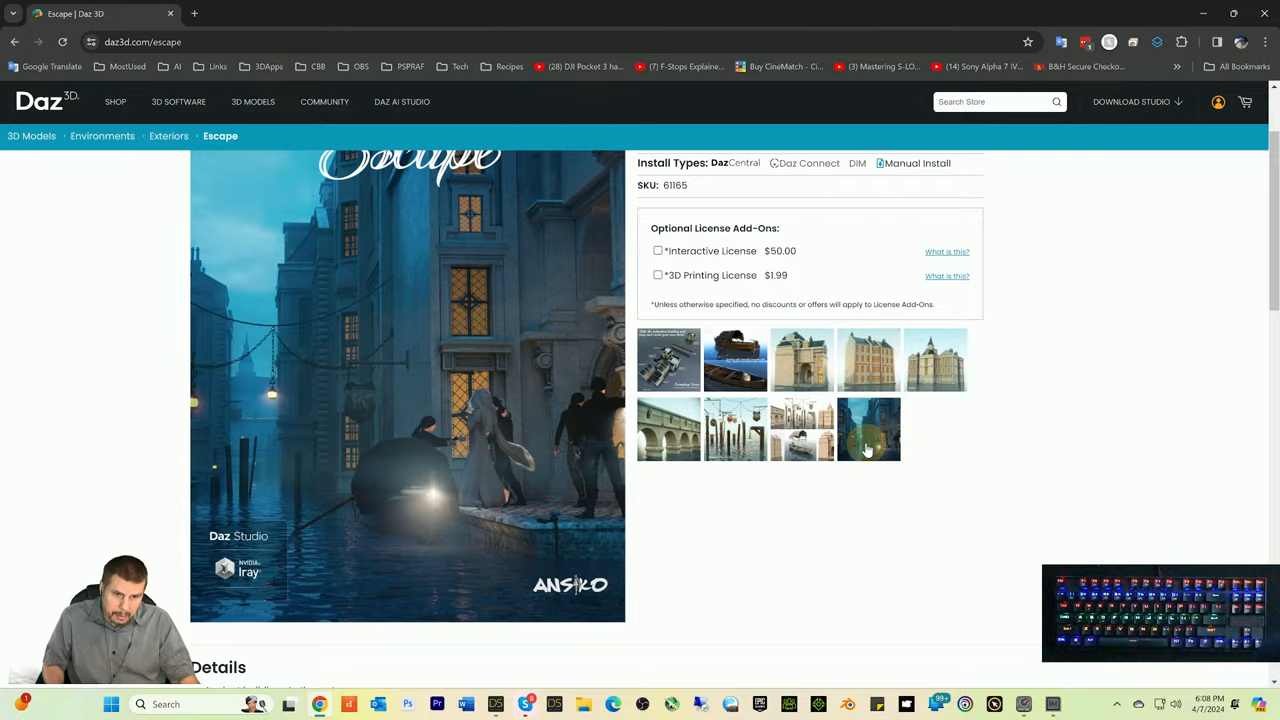 Escape | Daz 3D
daz3d.com/escape
Google Translate MostUsed AI Links 3DApps CBB OBS PSPRAF Tech Recipes (28) DJI Pocket 3 ha... (7) F-Stops Explaine... Buy CineMatch - Ci... (3) Mastering S-LO... (14) Sony Alpha 7 IV... B&H Secure Checko... All Bookmarks
Daz 3D SHOP 3D SOFTWARE 3D MODELS COMMUNITY DAZ AI STUDIO Search Store DOWNLOAD STUDIO
3D Models Environments Exteriors Escape
Escape
Install Types: DazCentral Daz Connect DIM Manual Install
SKU: 61165
Optional License Add-Ons:
*Interactive License $50.00 What is this?
*3D Printing License $1.99 What is this?
*Unless otherwise specified, no discounts or offers will apply to License Add-Ons.
Daz Studio
NVIDIA
Iray
ANSIKO
Details
Search
99+
6:08 PM
4/7/2024